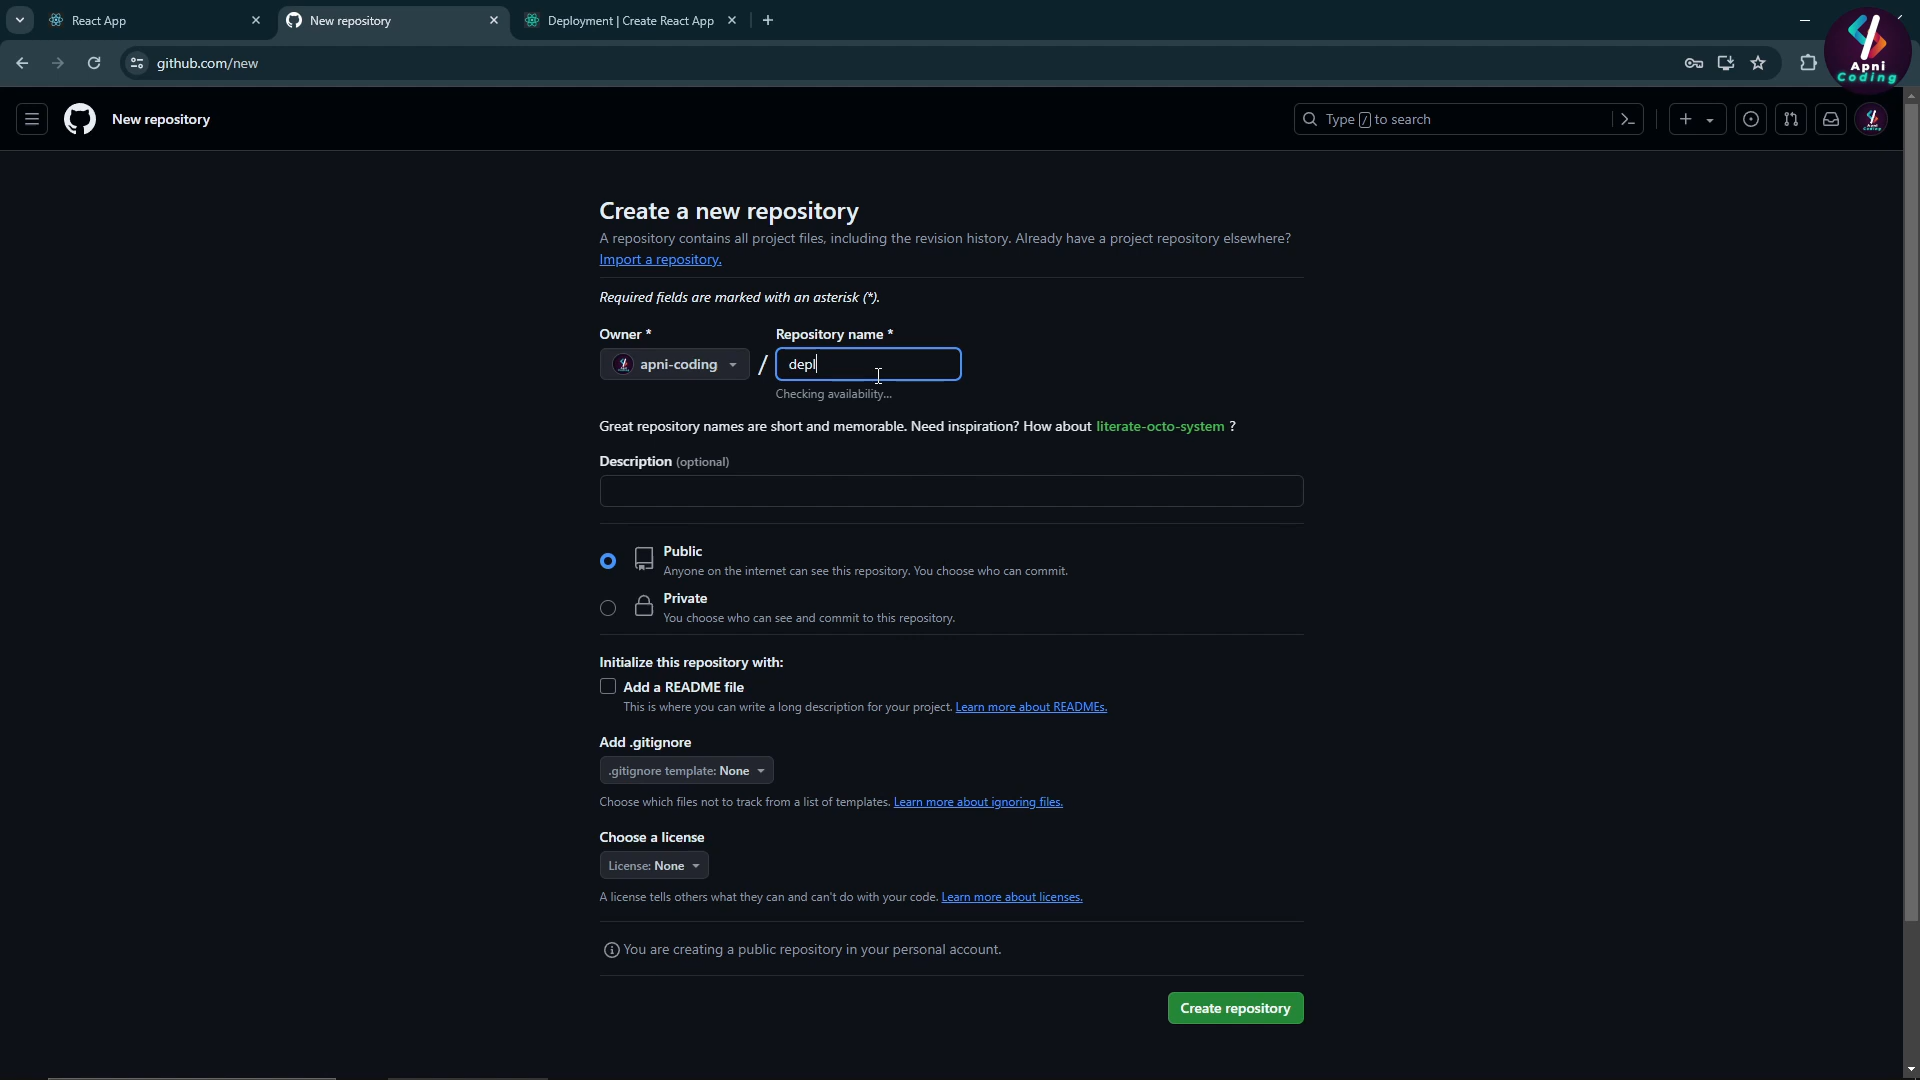 React App
New repository
Deployment | Create React App
github.com/new
Apni
Coding
New repository
Type / to search
Create a new repository
A repository contains all project files, including the revision history. Already have a project repository elsewhere?
Import a repository.
Required fields are marked with an asterisk (*).
Owner * Repository name *
apni-coding / depl
Checking availability...
Great repository names are short and memorable. Need inspiration? How about literate-octo-system ?
Description (optional)
Public
Anyone on the internet can see this repository. You choose who can commit.
Private
You choose who can see and commit to this repository.
Initialize this repository with:
Add a README file
This is where you can write a long description for your project. Learn more about READMEs.
Add .gitignore
.gitignore template: None
Choose which files not to track from a list of templates. Learn more about ignoring files.
Choose a license
License: None
A license tells others what they can and can't do with your code. Learn more about licenses.
You are creating a public repository in your personal account.
Create repository